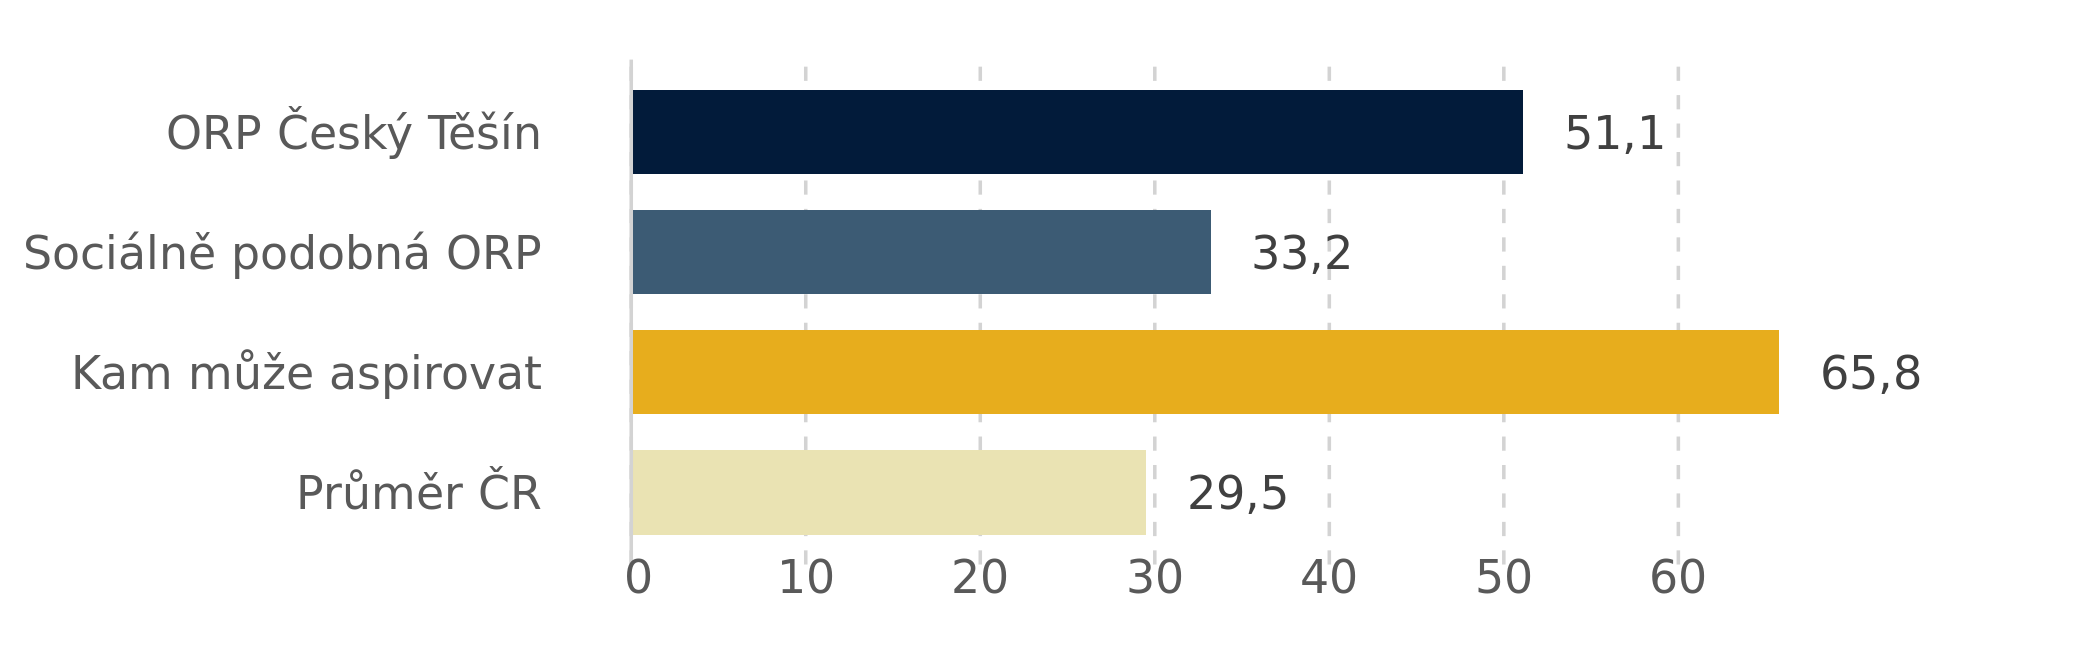 ORP Český Těšín 51,1
Sociálně podobná ORP 33,2
Kam může aspirovat 65,8
Průměr ČR 29,5
0 10 20 30 40 50 60